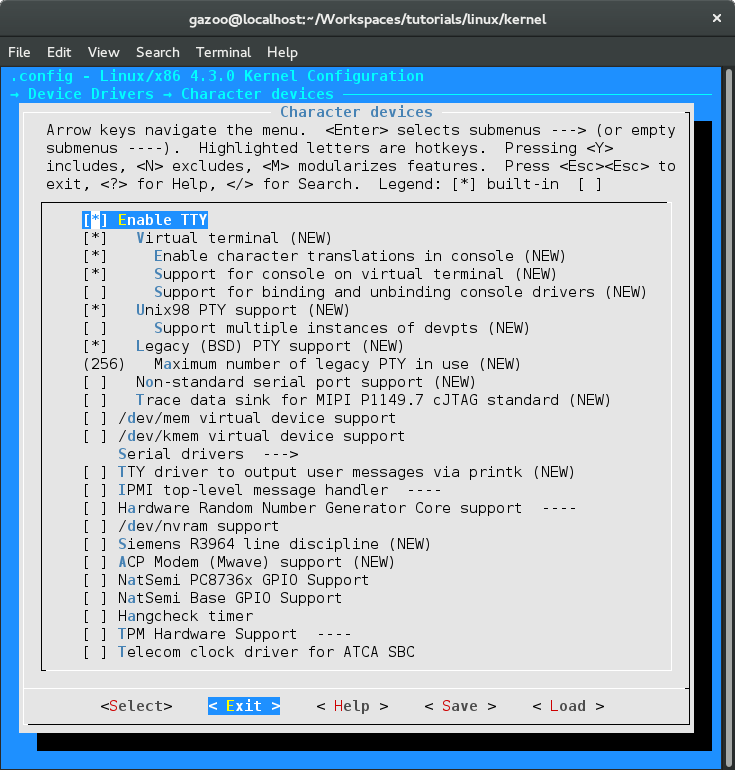 gazoo@localhost:~/Workspaces/tutorials/linux/kernel ×
File Edit View Search Terminal Help
.config - Linux/x86 4.3.0 Kernel Configuration
→ Device Drivers → Character devices
Character devices
Arrow keys navigate the menu.  <Enter> selects submenus ---> (or empty
submenus ----).  Highlighted letters are hotkeys.  Pressing <Y>
includes, <N> excludes, <M> modularizes features.  Press <Esc><Esc> to
exit, <?> for Help, </> for Search.  Legend: [*] built-in  [ ]
[*] Enable TTY
[*]   Virtual terminal (NEW)
[*]     Enable character translations in console (NEW)
[*]     Support for console on virtual terminal (NEW)
[ ]     Support for binding and unbinding console drivers (NEW)
[*]   Unix98 PTY support (NEW)
[ ]     Support multiple instances of devpts (NEW)
[*]   Legacy (BSD) PTY support (NEW)
(256)   Maximum number of legacy PTY in use (NEW)
[ ]   Non-standard serial port support (NEW)
[ ]   Trace data sink for MIPI P1149.7 cJTAG standard (NEW)
[ ] /dev/mem virtual device support
[ ] /dev/kmem virtual device support
Serial drivers  --->
[ ] TTY driver to output user messages via printk (NEW)
[ ] IPMI top-level message handler  ----
[ ] Hardware Random Number Generator Core support  ----
[ ] /dev/nvram support
[ ] Siemens R3964 line discipline (NEW)
[ ] ACP Modem (Mwave) support (NEW)
[ ] NatSemi PC8736x GPIO Support
[ ] NatSemi Base GPIO Support
[ ] Hangcheck timer
[ ] TPM Hardware Support  ----
[ ] Telecom clock driver for ATCA SBC
<Select>    < Exit >    < Help >    < Save >    < Load >